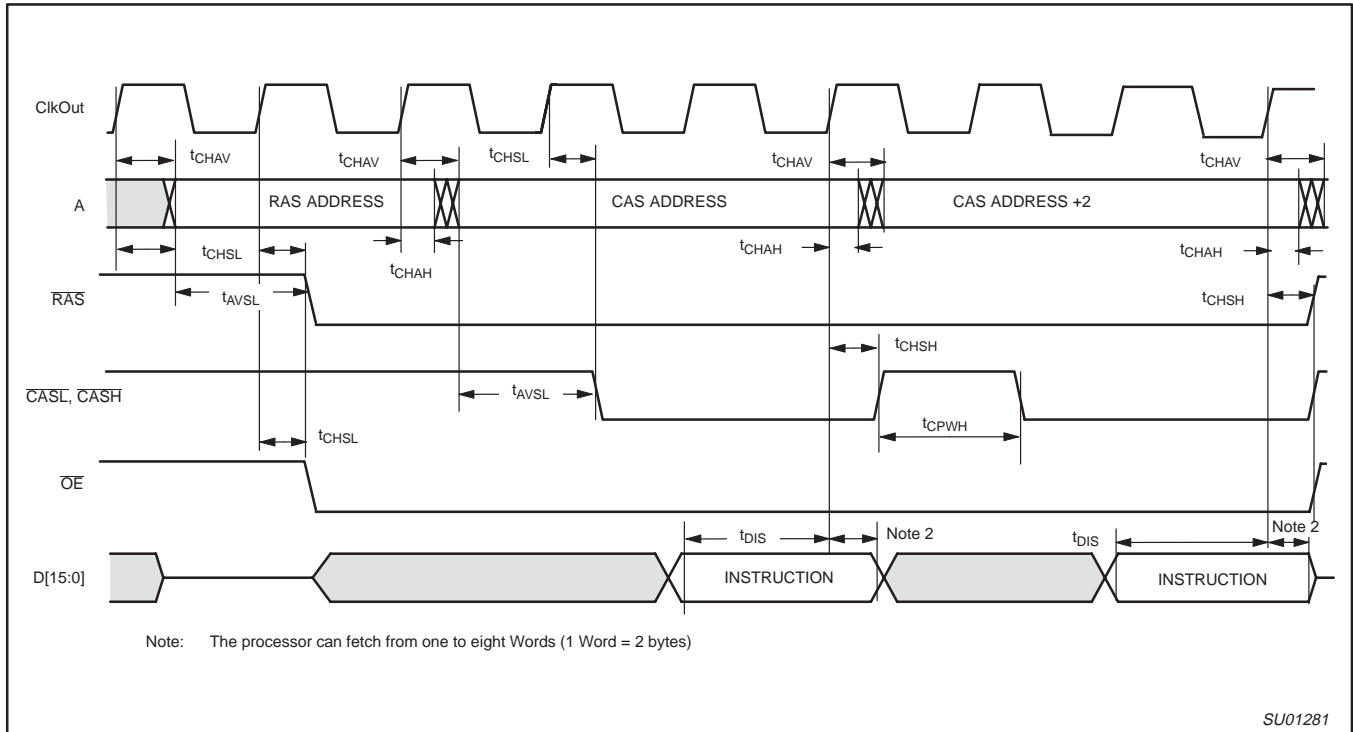 ClkOut
tCHAV
tCHAV
tCHSL
tCHAV
tCHAV
A
RAS ADDRESS
CAS ADDRESS
CAS ADDRESS +2
tCHSL
tCHAH
tCHAH
tCHAH
RAS
tAVSL
tCHSH
tCHSH
CASL, CASH
tAVSL
tCPWH
tCHSL
OE
tDIS
Note 2
tDIS
Note 2
D[15:0]
INSTRUCTION
INSTRUCTION
Note: The processor can fetch from one to eight Words (1 Word = 2 bytes)
SU01281